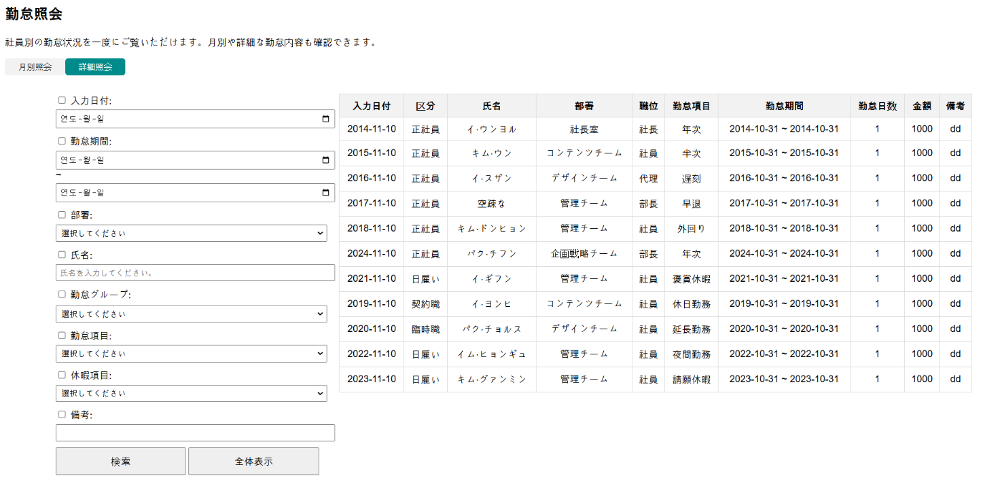 勤怠照会
社員別の勤怠状況を一度にご覧いただけます。月別や詳細な勤怠内容も確認できます。
月別照会 詳細照会
入力日付:
연도-월-일
勤怠期間:
연도-월-일
~
연도-월-일
部署:
選択してください
氏名:
氏名を入力してください。
勤怠グループ:
選択してください
勤怠項目:
選択してください
休暇項目:
選択してください
備考:
検索 全体表示
入力日付 区分 氏名 部署 職位 勤怠項目 勤怠期間 勤怠日数 金額 備考
2014-11-10 正社員 イ·ウンヨル 社長室 社長 年次 2014-10-31 ~ 2014-10-31 1 1000 dd
2015-11-10 正社員 キム·ウン コンテンツチーム 社員 半次 2015-10-31 ~ 2015-10-31 1 1000 dd
2016-11-10 正社員 イ·スザン デザインチーム 代理 遅刻 2016-10-31 ~ 2016-10-31 1 1000 dd
2017-11-10 正社員 空疎な 管理チーム 部長 早退 2017-10-31 ~ 2017-10-31 1 1000 dd
2018-11-10 正社員 キム·ドンヒョン 管理チーム 社員 外回り 2018-10-31 ~ 2018-10-31 1 1000 dd
2024-11-10 正社員 パク·チフン 企画戦略チーム 部長 年次 2024-10-31 ~ 2024-10-31 1 1000 dd
2021-11-10 日雇い イ·ギフン 管理チーム 社員 褒賞休暇 2021-10-31 ~ 2021-10-31 1 1000 dd
2019-11-10 契約職 イ·ヨンヒ コンテンツチーム 社員 休日勤務 2019-10-31 ~ 2019-10-31 1 1000 dd
2020-11-10 臨時職 パク·チョルス デザインチーム 社員 延長勤務 2020-10-31 ~ 2020-10-31 1 1000 dd
2022-11-10 日雇い イム·ヒョンギュ 管理チーム 社員 夜間勤務 2022-10-31 ~ 2022-10-31 1 1000 dd
2023-11-10 日雇い キム·グァンミン 管理チーム 社員 請願休暇 2023-10-31 ~ 2023-10-31 1 1000 dd